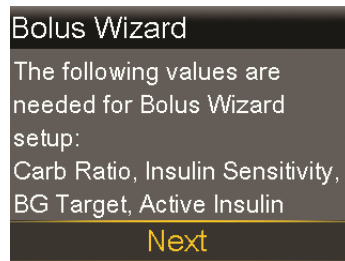 Bolus Wizard
The following values are
needed for Bolus Wizard
setup:
Carb Ratio, Insulin Sensitivity,
BG Target, Active Insulin
Next